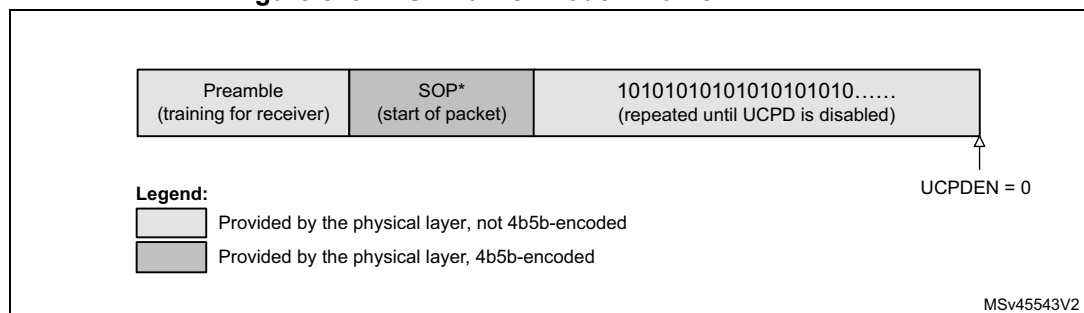 Preamble
(training for receiver)
SOP*
(start of packet)
10101010101010101010……
(repeated until UCPD is disabled)
UCPDEN = 0
Legend:
Provided by the physical layer, not 4b5b-encoded
Provided by the physical layer, 4b5b-encoded
MSv45543V2